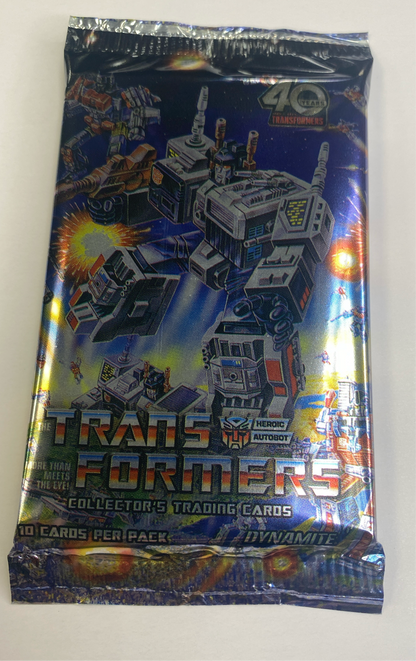 40 YEARS
TRANSFORMERS
THE
TRANS
HEROIC
AUTOBOT
FORMERS
MORE THAN
MEETS
THE EYE!
COLLECTOR'S TRADING CARDS
10 CARDS PER PACK
DYNAMITE